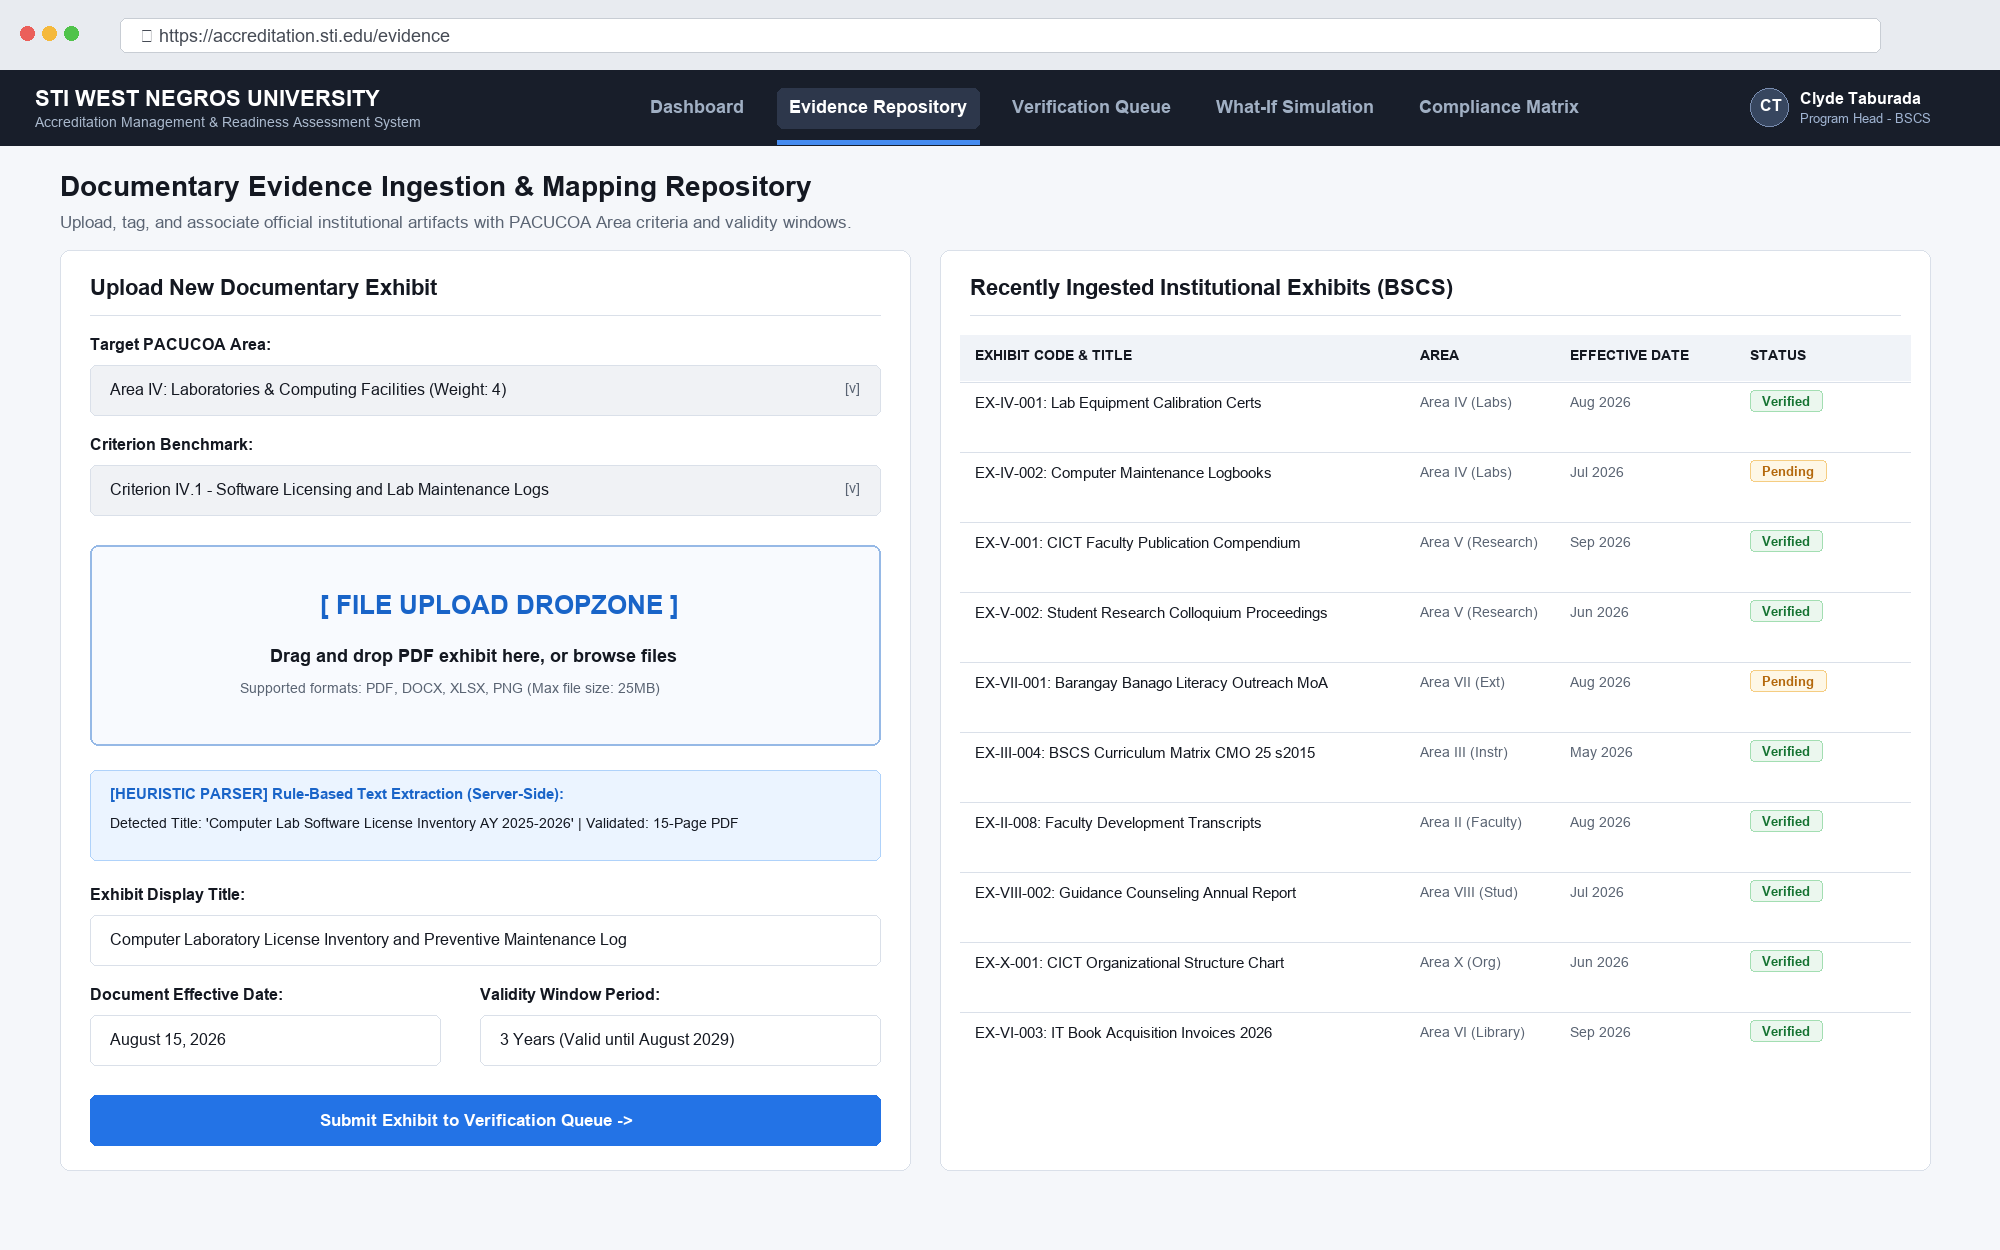 https://accreditation.sti.edu/evidence
STI WEST NEGROS UNIVERSITY
Accreditation Management & Readiness Assessment System
Dashboard
Evidence Repository
Verification Queue
What-If Simulation
Compliance Matrix
CT
Clyde Taburada
Program Head - BSCS
Documentary Evidence Ingestion & Mapping Repository
Upload, tag, and associate official institutional artifacts with PACUCOA Area criteria and validity windows.
Upload New Documentary Exhibit
Target PACUCOA Area:
Area IV: Laboratories & Computing Facilities (Weight: 4) [v]
Criterion Benchmark:
Criterion IV.1 - Software Licensing and Lab Maintenance Logs [v]
[ FILE UPLOAD DROPZONE ]
Drag and drop PDF exhibit here, or browse files
Supported formats: PDF, DOCX, XLSX, PNG (Max file size: 25MB)
[HEURISTIC PARSER] Rule-Based Text Extraction (Server-Side):
Detected Title: 'Computer Lab Software License Inventory AY 2025-2026' | Validated: 15-Page PDF
Exhibit Display Title:
Computer Laboratory License Inventory and Preventive Maintenance Log
Document Effective Date: Validity Window Period:
August 15, 2026 3 Years (Valid until August 2029)
Submit Exhibit to Verification Queue ->
Recently Ingested Institutional Exhibits (BSCS)
EXHIBIT CODE & TITLE AREA EFFECTIVE DATE STATUS
EX-IV-001: Lab Equipment Calibration Certs Area IV (Labs) Aug 2026 Verified
EX-IV-002: Computer Maintenance Logbooks Area IV (Labs) Jul 2026 Pending
EX-V-001: CICT Faculty Publication Compendium Area V (Research) Sep 2026 Verified
EX-V-002: Student Research Colloquium Proceedings Area V (Research) Jun 2026 Verified
EX-VII-001: Barangay Banago Literacy Outreach MoA Area VII (Ext) Aug 2026 Pending
EX-III-004: BSCS Curriculum Matrix CMO 25 s2015 Area III (Instr) May 2026 Verified
EX-II-008: Faculty Development Transcripts Area II (Faculty) Aug 2026 Verified
EX-VIII-002: Guidance Counseling Annual Report Area VIII (Stud) Jul 2026 Verified
EX-X-001: CICT Organizational Structure Chart Area X (Org) Jun 2026 Verified
EX-VI-003: IT Book Acquisition Invoices 2026 Area VI (Library) Sep 2026 Verified